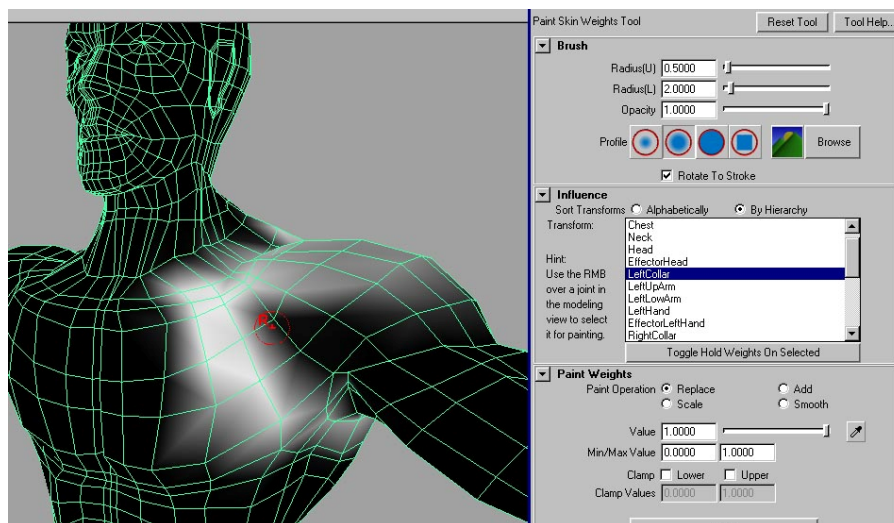 Paint Skin Weights Tool Reset Tool Tool Help...
Brush
Radius(U) 0.5000
Radius(L) 2.0000
Opacity 1.0000
Profile Browse
Rotate To Stroke
Influence
Sort Transforms Alphabetically By Hierarchy
Transform:
Chest
Neck
Head
EffectorHead
LeftCollar
LeftUpArm
LeftLowArm
LeftHand
EffectorLeftHand
RightCollar
Hint:
Use the RMB
over a joint in
the modeling
view to select
it for painting.
Toggle Hold Weights On Selected
Paint Weights
Paint Operation Replace Add
Scale Smooth
Value 1.0000
Min/Max Value 0.0000 1.0000
Clamp Lower Upper
Clamp Values 0.0000 1.0000